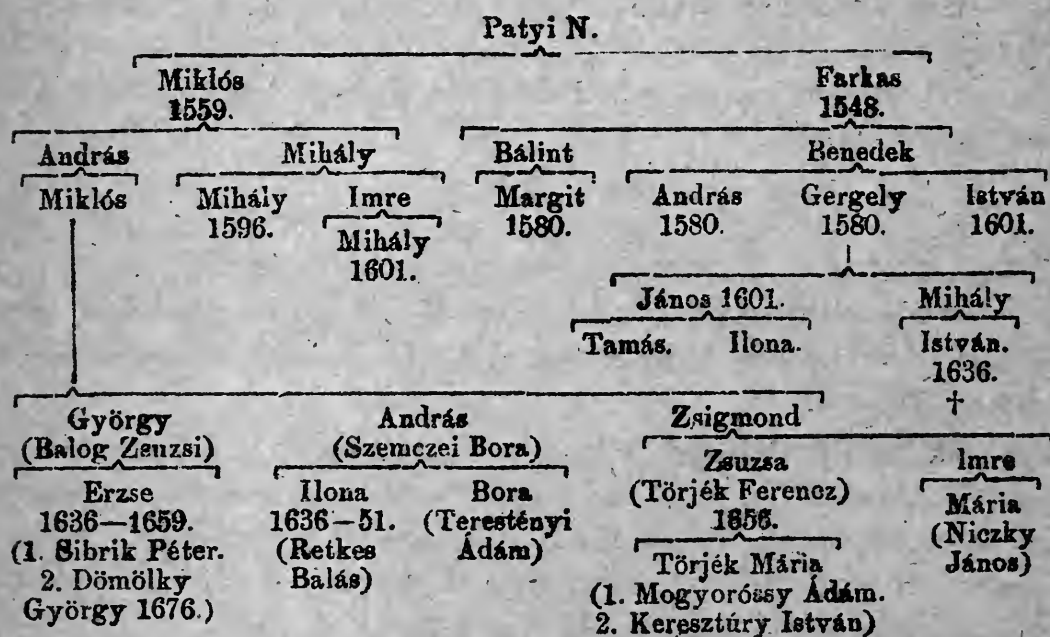 Patyi N.
Miklós Farkas
1559. 1548.
András Mihály Bálint Benedek
Miklós Mihály Imre Margit András Gergely István
1596. 1580. 1580. 1580. 1601.
Mihály
1601.
János 1601. Mihály
Tamás. Ilona. István.
1636.
†
György András Zsigmond
(Balog Zsuzsi) (Szemczei Bora) Zsuzsa Imre
Erzse Ilona Bora (Törjék Ferencz) Mária
1636—1659. 1636—51. (Terestényi 1656. (Niczky
(1. Sibrik Péter. (Retkes Ádám) Törjék Mária János)
2. Dömölky Balás) (1. Mogyoróssy Ádám.
György 1676.) 2. Keresztúry István)